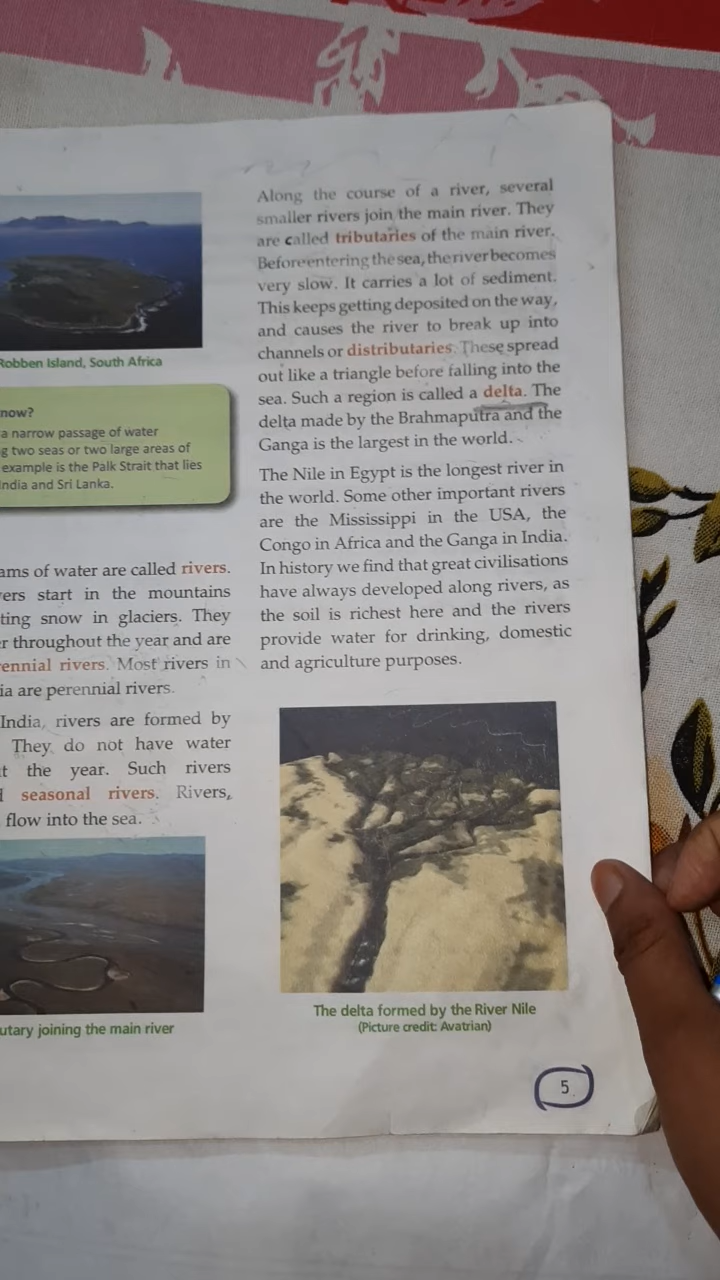 Robben Island, South Africa
now?
a narrow passage of water
g two seas or two large areas of
example is the Palk Strait that lies
India and Sri Lanka.
ams of water are called rivers.
ers start in the mountains
ting snow in glaciers. They
r throughout the year and are
ennial rivers. Most rivers in
ia are perennial rivers.
India, rivers are formed by
They do not have water
t the year. Such rivers
seasonal rivers. Rivers,
flow into the sea.
utary joining the main river
Along the course of a river, several
smaller rivers join the main river. They
are called tributaries of the main river.
Before entering the sea, the river becomes
very slow. It carries a lot of sediment.
This keeps getting deposited on the way,
and causes the river to break up into
channels or distributaries. These spread
out like a triangle before falling into the
sea. Such a region is called a delta. The
delta made by the Brahmaputra and the
Ganga is the largest in the world.
The Nile in Egypt is the longest river in
the world. Some other important rivers
are the Mississippi in the USA, the
Congo in Africa and the Ganga in India.
In history we find that great civilisations
have always developed along rivers, as
the soil is richest here and the rivers
provide water for drinking, domestic
and agriculture purposes.
The delta formed by the River Nile
(Picture credit: Avatrian)
5